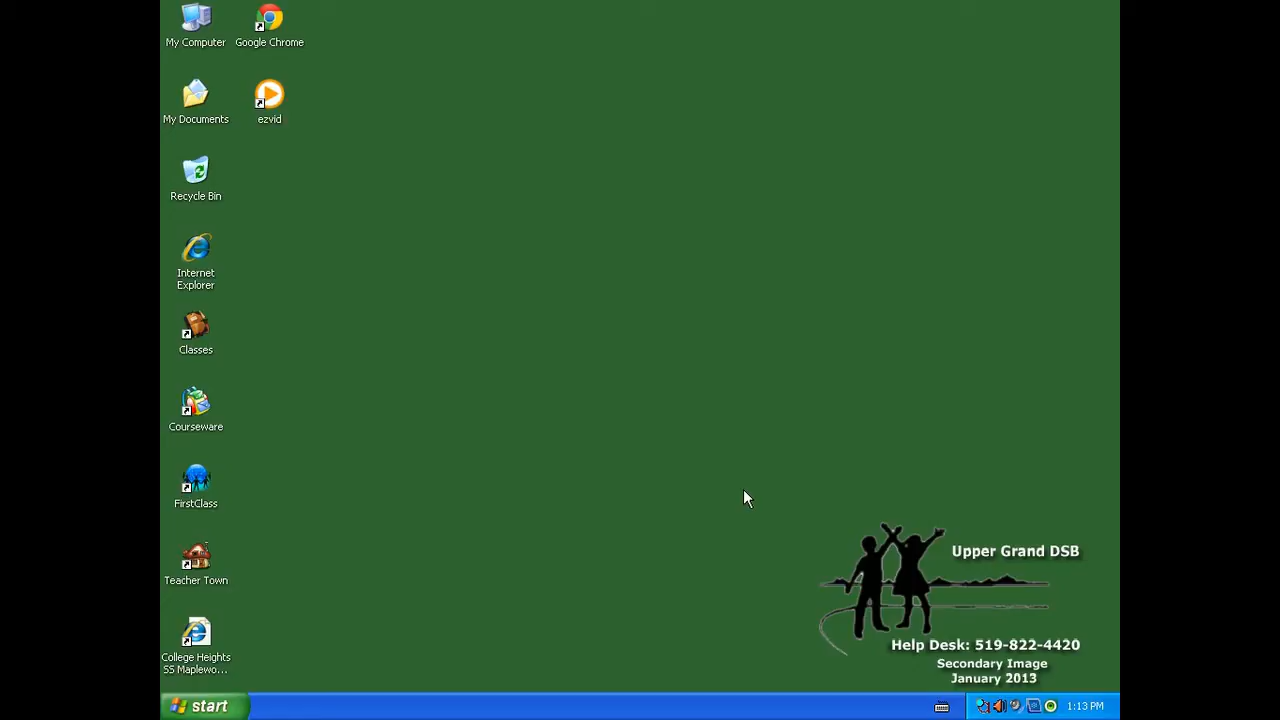 My Computer
Google Chrome
My Documents
ezvid
Recycle Bin
Internet
Explorer
Classes
Courseware
FirstClass
Teacher Town
College Heights
SS Maplewo...
Upper Grand DSB
Help Desk: 519-822-4420
Secondary Image
January 2013
start
1:13 PM